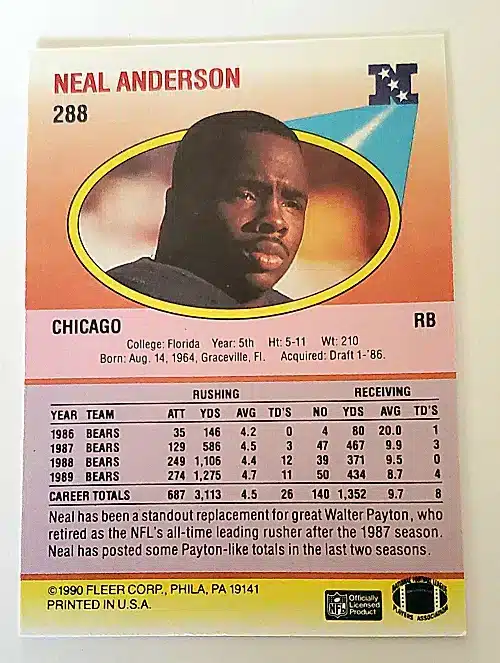 NEAL ANDERSON
288
N
CHICAGO RB
College: Florida Year: 5th Ht: 5-11 Wt: 210
Born: Aug. 14, 1964, Graceville, Fl. Acquired: Draft 1-'86.
RUSHING RECEIVING
YEAR TEAM ATT YDS AVG TD'S NO YDS AVG TD'S
1986 BEARS 35 146 4.2 0 4 80 20.0 1
1987 BEARS 129 586 4.5 3 47 467 9.9 3
1988 BEARS 249 1,106 4.4 12 39 371 9.5 0
1989 BEARS 274 1,275 4.7 11 50 434 8.7 4
CAREER TOTALS 687 3,113 4.5 26 140 1,352 9.7 8
Neal has been a standout replacement for great Walter Payton, who
retired as the NFL's all-time leading rusher after the 1987 season.
Neal has posted some Payton-like totals in the last two seasons.
©1990 FLEER CORP., PHILA, PA 19141
PRINTED IN U.S.A.
NFL
Officially
Licensed
Product
NATIONAL FOOTBALL LEAGUE
PLAYERS ASSOCIATION